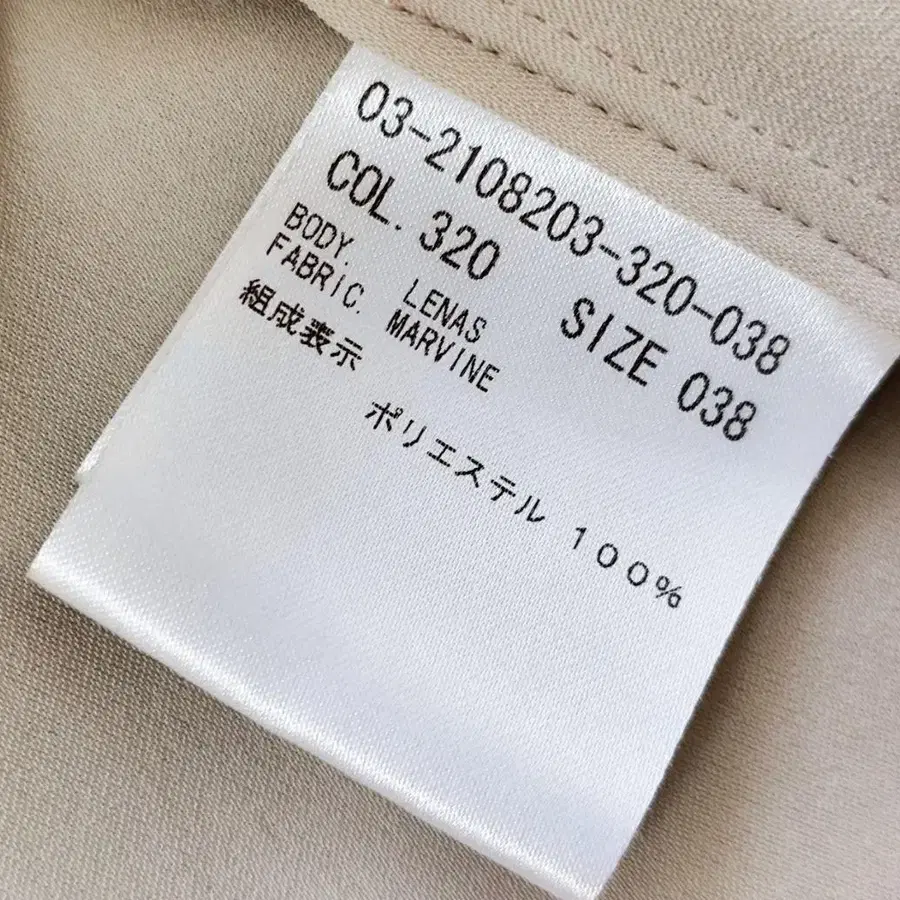 03-2108203-320-038
COL. 320 SIZE 038
BODY. LENAS
FABRIC. MARVINE
組成表示
ポリエステル 100%